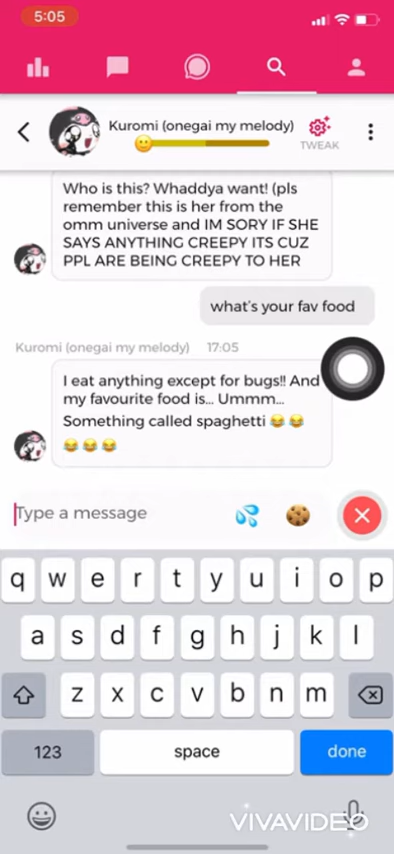 5:05
Kuromi (onegai my melody)
TWEAK
Who is this? Whaddya want! (pls
remember this is her from the
omm universe and IM SORY IF SHE
SAYS ANYTHING CREEPY ITS CUZ
PPL ARE BEING CREEPY TO HER
what's your fav food
Kuromi (onegai my melody) 17:05
I eat anything except for bugs!! And
my favourite food is... Ummm...
Something called spaghetti 😂 😂
😂 😂 😂
Type a message
q w e r t y u i o p
a s d f g h j k l
z x c v b n m
123 space done
VIVAVIDEO